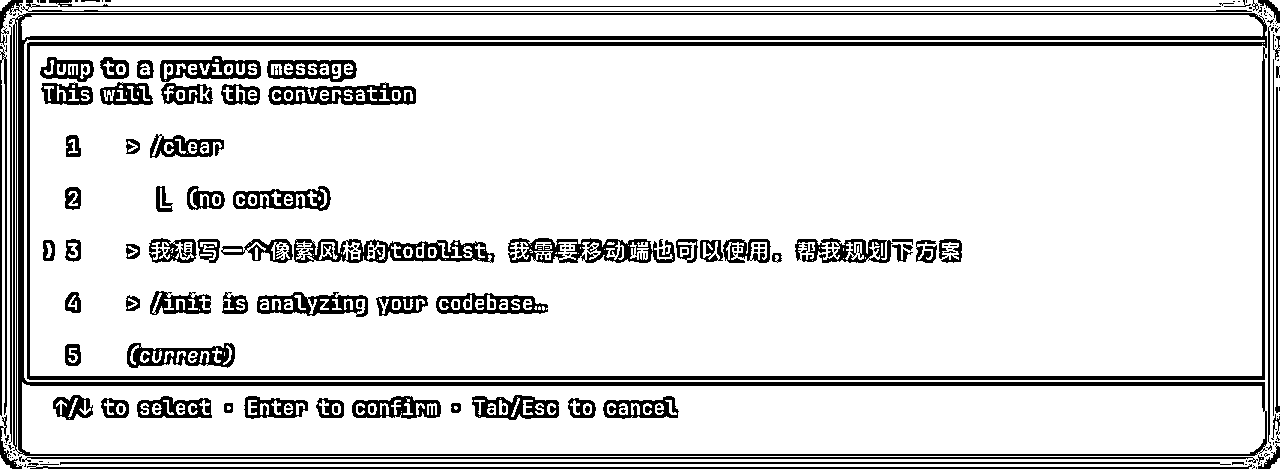 Jump to a previous message
This will fork the conversation
1 > /clear
2 ⎣ (no content)
) 3 > 我想写一个像素风格的todolist，我需要移动端也可以使用。帮我规划下方案
4 > /init is analyzing your codebase…
5 (current)
↑/↓ to select · Enter to confirm · Tab/Esc to cancel